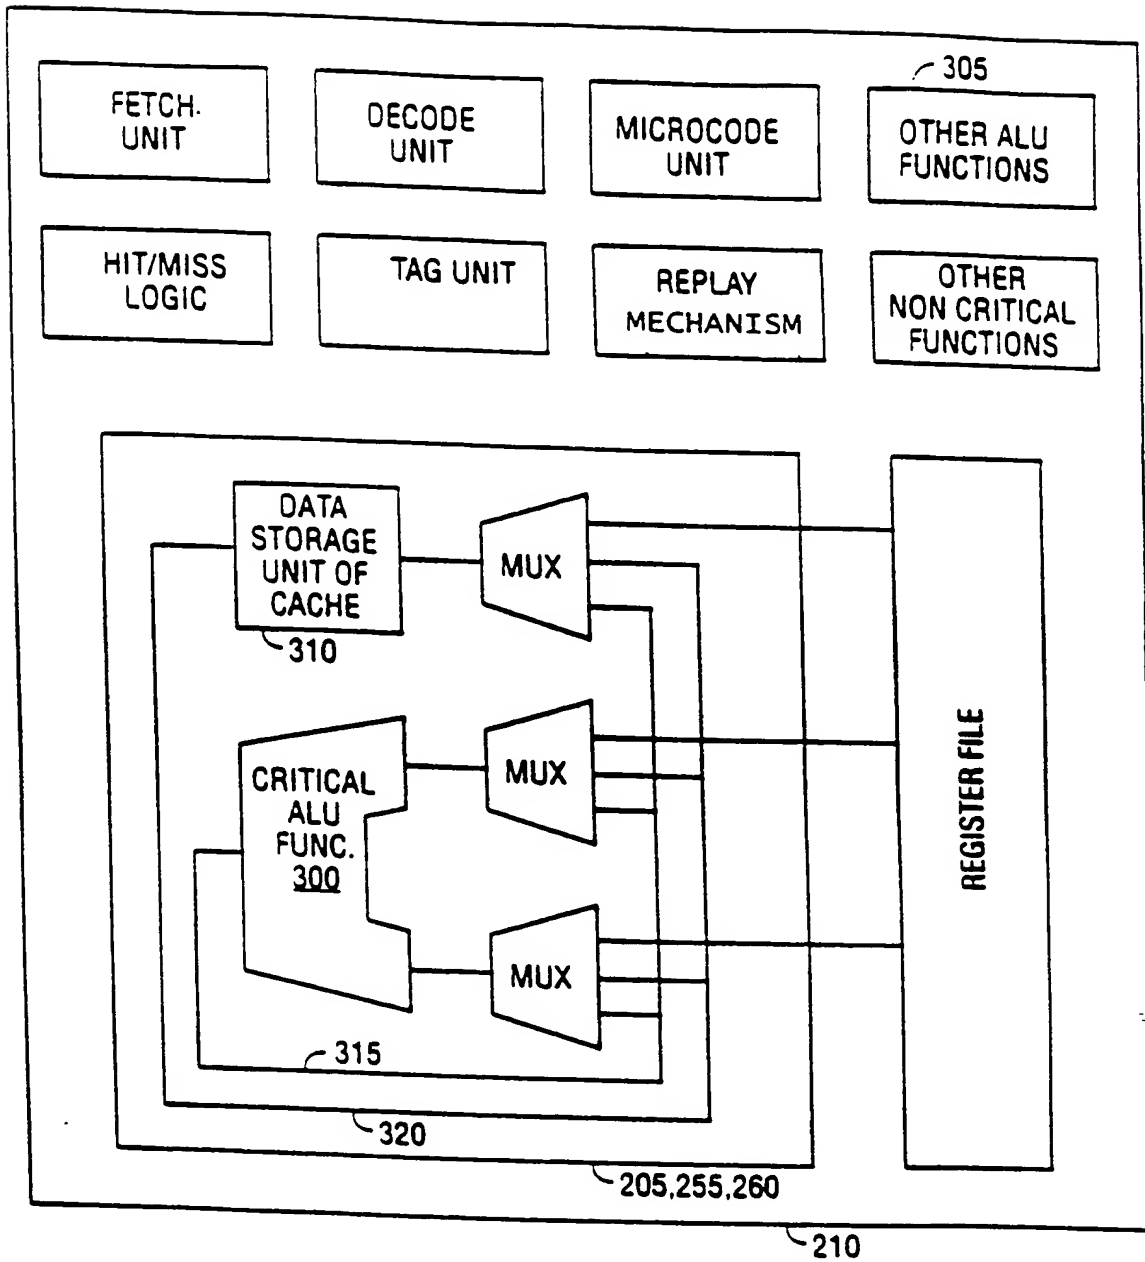 305
FETCH.
UNIT
DECODE
UNIT
MICROCODE
UNIT
OTHER ALU
FUNCTIONS
HIT/MISS
LOGIC
TAG UNIT
REPLAY
MECHANISM
OTHER
NON CRITICAL
FUNCTIONS
DATA
STORAGE
UNIT OF
CACHE
310
MUX
CRITICAL
ALU
FUNC.
300
MUX
MUX
REGISTER FILE
315
320
205,255,260
210